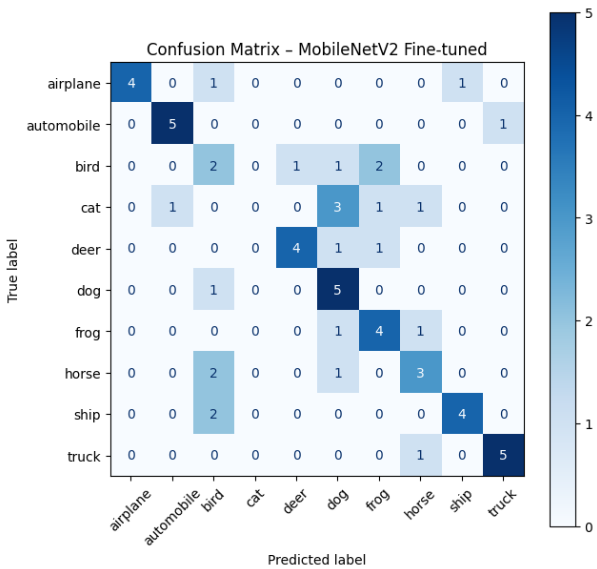 Confusion Matrix – MobileNetV2 Fine-tuned
5
airplane 4 0 1 0 0 0 0 0 1 0
automobile 0 5 0 0 0 0 0 0 0 1
4
bird 0 0 2 0 1 1 2 0 0 0
cat 0 1 0 0 0 3 1 1 0 0
3
deer 0 0 0 0 4 1 1 0 0 0
True label
dog 0 0 1 0 0 5 0 0 0 0
2
frog 0 0 0 0 0 1 4 1 0 0
horse 0 0 2 0 0 1 0 3 0 0
ship 0 0 2 0 0 0 0 0 4 0
1
truck 0 0 0 0 0 0 0 1 0 5
airplane automobile bird cat deer dog frog horse ship truck
0
Predicted label